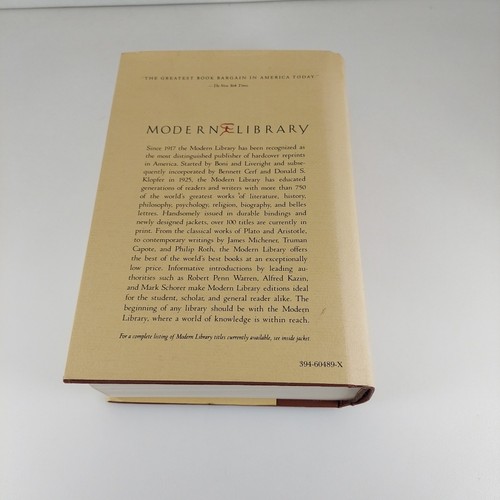 "THE GREATEST BOOK BARGAIN IN AMERICA TODAY."
—The New York Times
MODERN LIBRARY
Since 1917 the Modern Library has been recognized as
the most distinguished publisher of hardcover reprints
in America. Started by Boni and Liveright and subse-
quently incorporated by Bennett Cerf and Donald S.
Klopfer in 1925, the Modern Library has educated
generations of readers and writers with more than 750
of the world's greatest works of literature, history,
philosophy, psychology, religion, biography, and belles
lettres. Handsomely issued in durable bindings and
newly designed jackets, over 100 titles are currently in
print. From the classical works of Plato and Aristotle,
to contemporary writings by James Michener, Truman
Capote, and Philip Roth, the Modern Library offers
the best of the world's best books at an exceptionally
low price. Informative introductions by leading au-
thorities such as Robert Penn Warren, Alfred Kazin,
and Mark Schorer make Modern Library editions ideal
for the student, scholar, and general reader alike. The
beginning of any library should be with the Modern
Library, where a world of knowledge is within reach.
For a complete listing of Modern Library titles currently available, see inside jacket
394-60489-X